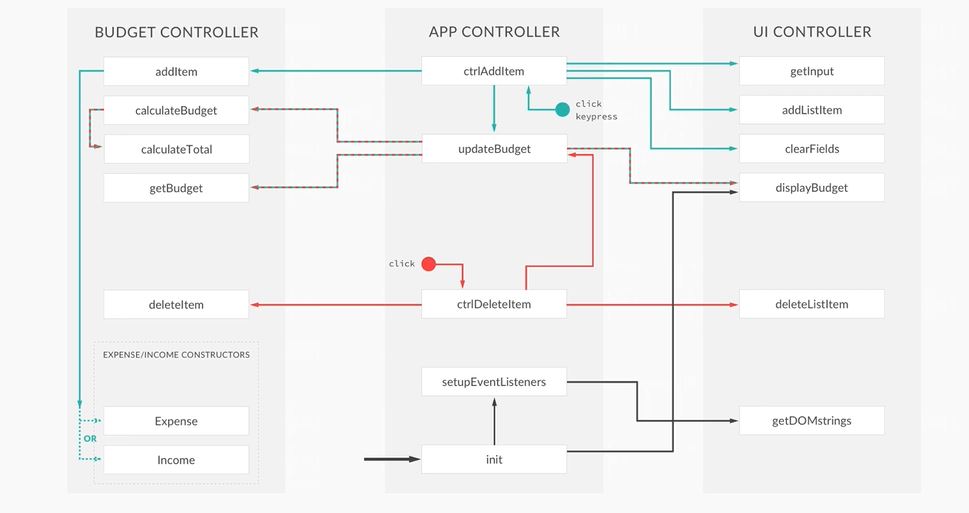 BUDGET CONTROLLER
APP CONTROLLER
UI CONTROLLER
addItem
ctrlAddItem
getInput
calculateBudget
click
keypress
addListItem
calculateTotal
updateBudget
clearFields
getBudget
displayBudget
click
deleteItem
ctrlDeleteItem
deleteListItem
EXPENSE/INCOME CONSTRUCTORS
setupEventListeners
Expense
getDOMstrings
OR
Income
init